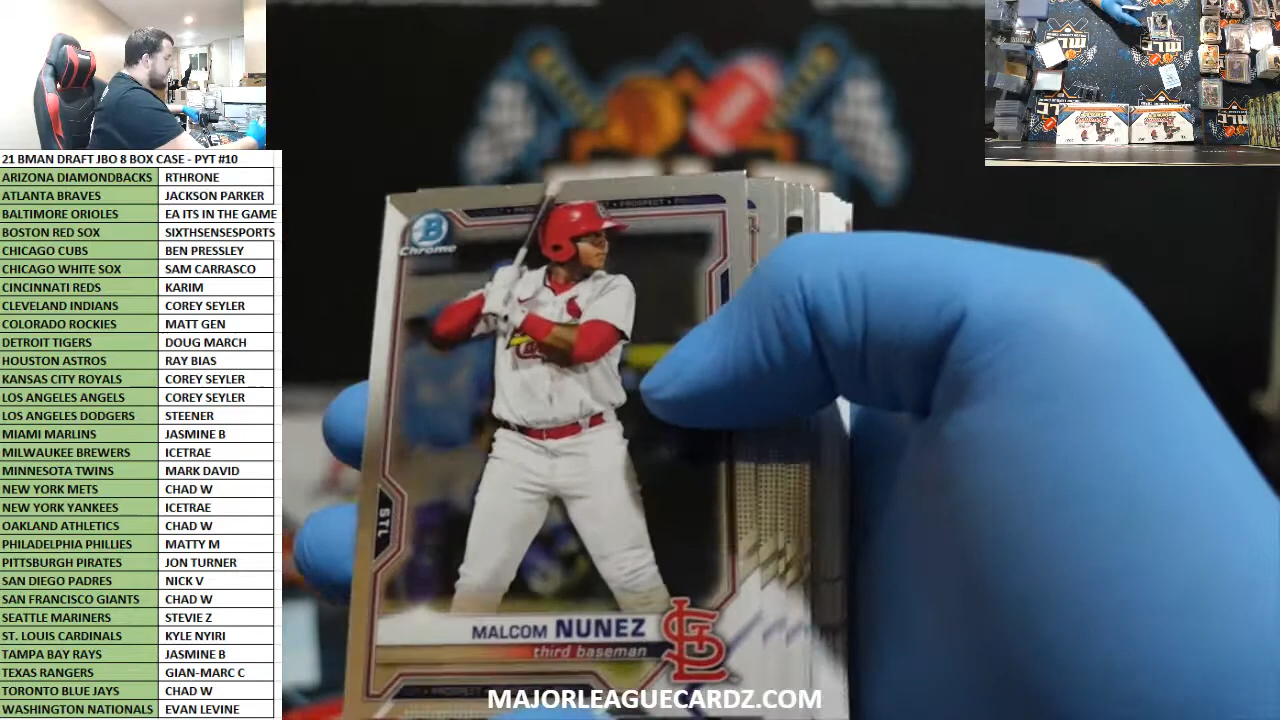 21 BMAN DRAFT JBO 8 BOX CASE - PYT #10
ARIZONA DIAMONDBACKS RTHRONE
ATLANTA BRAVES JACKSON PARKER
BALTIMORE ORIOLES EA ITS IN THE GAME
BOSTON RED SOX SIXTHSENSESPORTS
CHICAGO CUBS BEN PRESSLEY
CHICAGO WHITE SOX SAM CARRASCO
CINCINNATI REDS KARIM
CLEVELAND INDIANS COREY SEYLER
COLORADO ROCKIES MATT GEN
DETROIT TIGERS DOUG MARCH
HOUSTON ASTROS RAY BIAS
KANSAS CITY ROYALS COREY SEYLER
LOS ANGELES ANGELS COREY SEYLER
LOS ANGELES DODGERS STEENER
MIAMI MARLINS JASMINE B
MILWAUKEE BREWERS ICETRAE
MINNESOTA TWINS MARK DAVID
NEW YORK METS CHAD W
NEW YORK YANKEES ICETRAE
OAKLAND ATHLETICS CHAD W
PHILADELPHIA PHILLIES MATTY M
PITTSBURGH PIRATES JON TURNER
SAN DIEGO PADRES NICK V
SAN FRANCISCO GIANTS CHAD W
SEATTLE MARINERS STEVIE Z
ST. LOUIS CARDINALS KYLE NYIRI
TAMPA BAY RAYS JASMINE B
TEXAS RANGERS GIAN-MARC C
TORONTO BLUE JAYS CHAD W
WASHINGTON NATIONALS EVAN LEVINE
B
Chrome
PROSPECT
STL
MALCOM NUNEZ
third baseman
STL
MAJORLEAGUECARDZ.COM